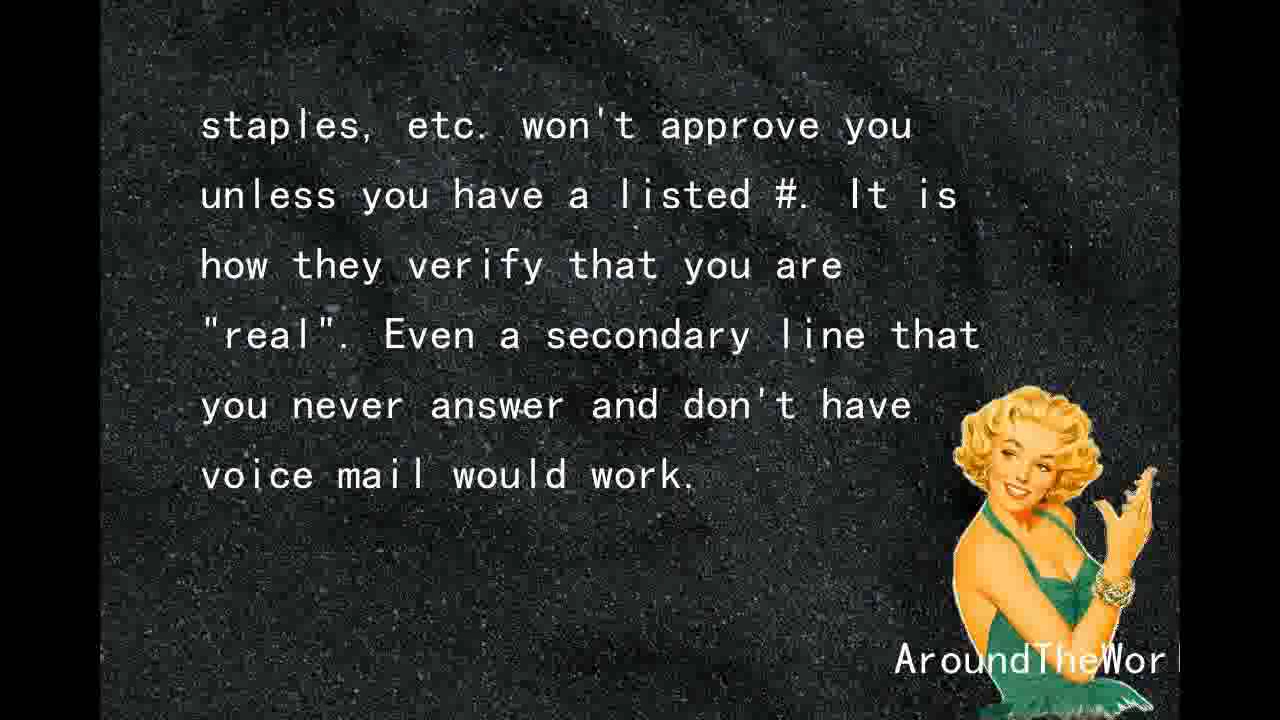 staples, etc. won't approve you
unless you have a listed #. It is
how they verify that you are
"real". Even a secondary line that
you never answer and don't have
voice mail would work.
AroundTheWorl